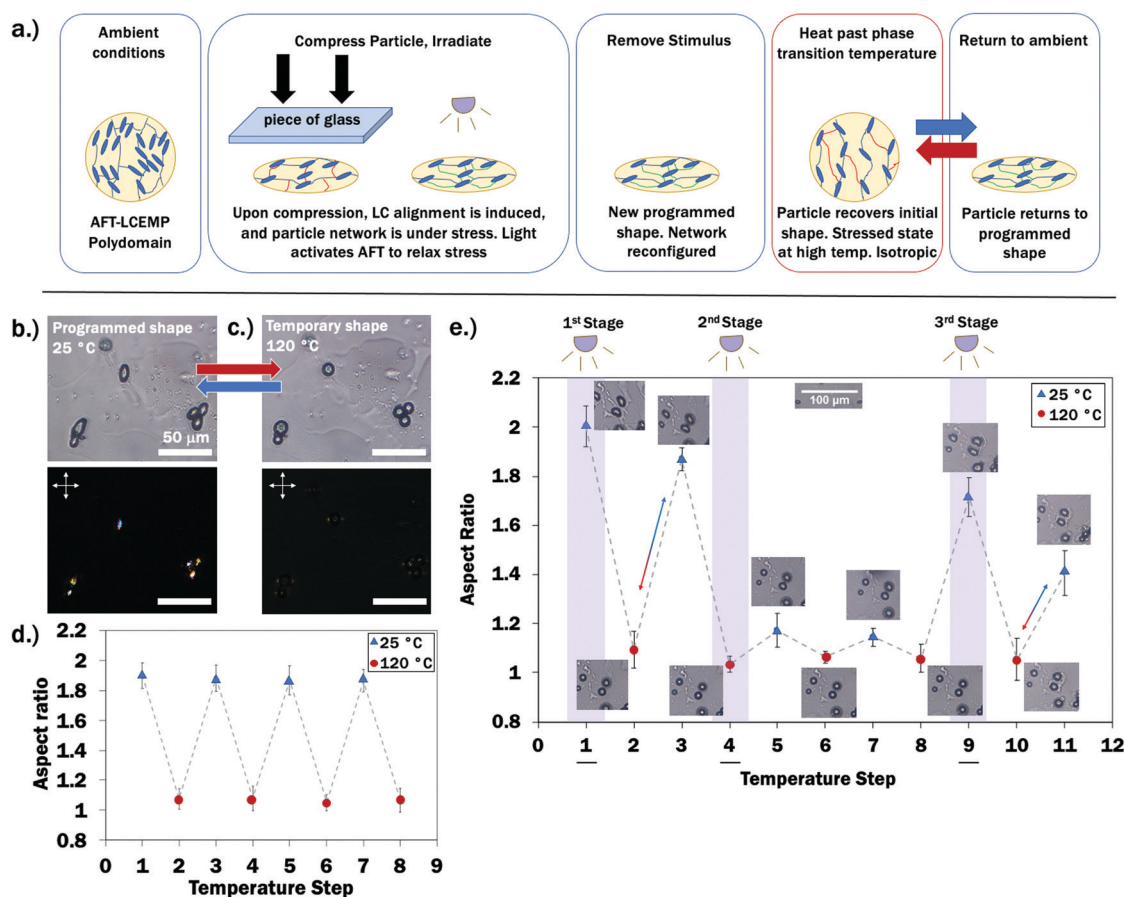 a.)
Ambient
conditions
AFT-LCEMP
Polydomain
Compress Particle, Irradiate
piece of glass
Upon compression, LC alignment is induced,
and particle network is under stress. Light
activates AFT to relax stress
Remove Stimulus
New programmed
shape. Network
reconfigured
Heat past phase
transition temperature
Particle recovers initial
shape. Stressed state
at high temp. Isotropic
Return to ambient
Particle returns to
programmed
shape
b.)
Programmed shape
25 °C
50 μm
c.)
Temporary shape
120 °C
d.)
25 °C
120 °C
Aspect ratio
2.2
2
1.8
1.6
1.4
1.2
1
0.8
0 1 2 3 4 5 6 7 8 9
Temperature Step
e.)
1st Stage
2nd Stage
3rd Stage
100 μm
25 °C
120 °C
Aspect Ratio
2.2
2
1.8
1.6
1.4
1.2
1
0.8
0 1 2 3 4 5 6 7 8 9 10 11 12
Temperature Step